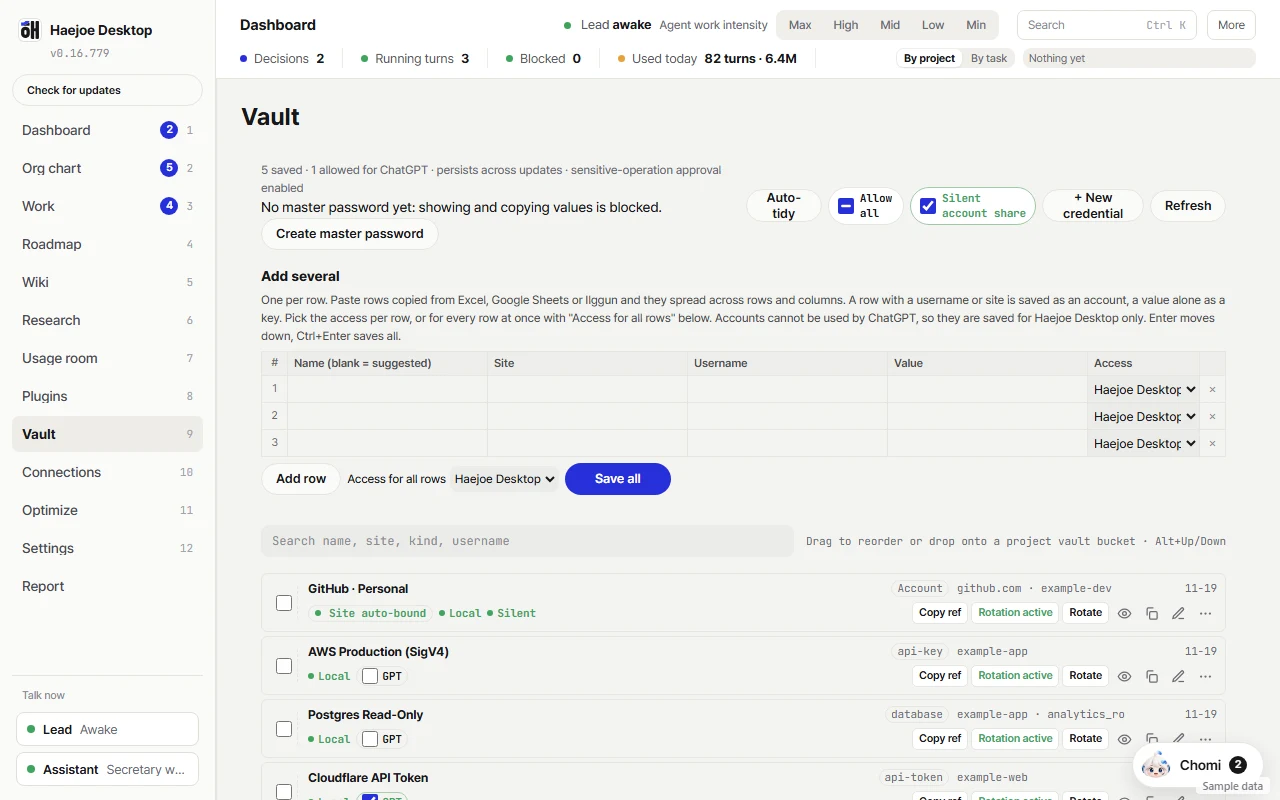 Haejoe Desktop
v0.16.779
Check for updates
Dashboard 2 1
Org chart 5 2
Work 4 3
Roadmap 4
Wiki 5
Research 6
Usage room 7
Plugins 8
Vault 9
Connections 10
Optimize 11
Settings 12
Report
Talk now
Lead Awake
Assistant Secretary w...
Dashboard
Lead awake Agent work intensity
Max High Mid Low Min
Search Ctrl K
More
Decisions 2
Running turns 3
Blocked 0
Used today 82 turns · 6.4M
By project By task
Nothing yet
Vault
5 saved · 1 allowed for ChatGPT · persists across updates · sensitive-operation approval
enabled
No master password yet: showing and copying values is blocked.
Create master password
Auto-
tidy
Allow
all
Silent
account share
+ New
credential
Refresh
Add several
One per row. Paste rows copied from Excel, Google Sheets or Ilggun and they spread across rows and columns. A row with a username or site is saved as an account, a value alone as a
key. Pick the access per row, or for every row at once with "Access for all rows" below. Accounts cannot be used by ChatGPT, so they are saved for Haejoe Desktop only. Enter moves
down, Ctrl+Enter saves all.
# Name (blank = suggested) Site Username Value Access
1 Haejoe Desktop ×
2 Haejoe Desktop ×
3 Haejoe Desktop ×
Add row Access for all rows Haejoe Desktop Save all
Search name, site, kind, username
Drag to reorder or drop onto a project vault bucket · Alt+Up/Down
GitHub · Personal Account github.com · example-dev 11-19
Site auto-bound Local Silent Copy ref Rotation active Rotate ...
AWS Production (SigV4) api-key example-app 11-19
Local GPT Copy ref Rotation active Rotate ...
Postgres Read-Only database example-app · analytics_ro 11-19
Local GPT Copy ref Rotation active Rotate ...
Cloudflare API Token api-token example-web
Local GPT Copy ref Rotation active Rotate
Chomi 2
Sample data